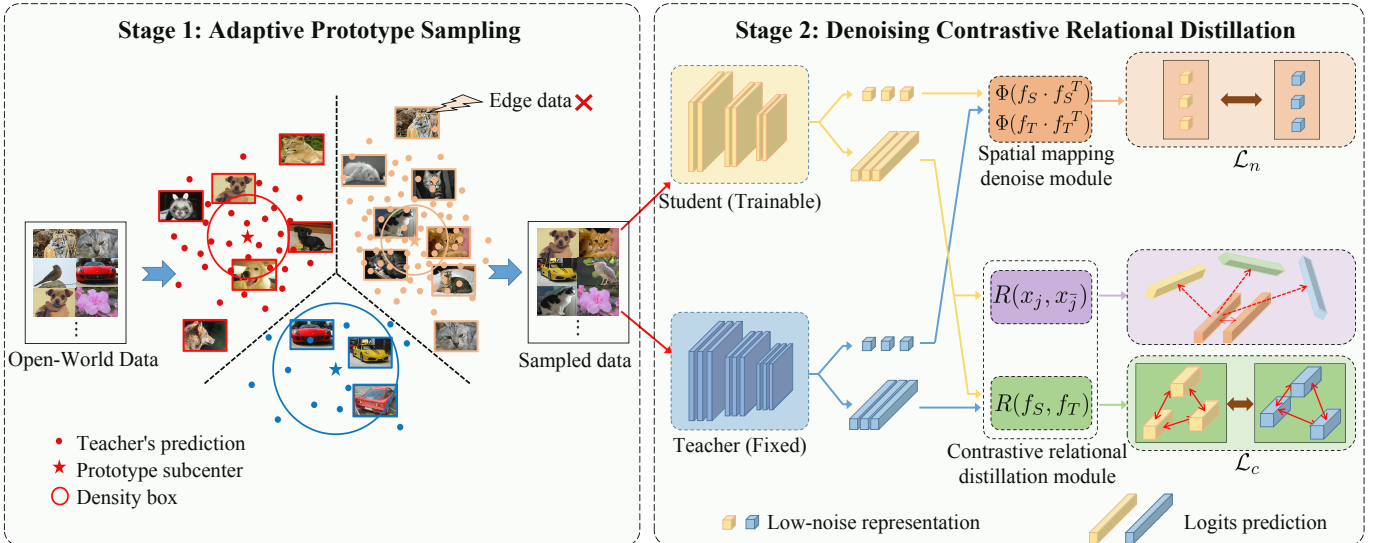 Stage 1: Adaptive Prototype Sampling
Edge data
Open-World Data
Sampled data
Teacher's prediction
Prototype subcenter
Density box
Stage 2: Denoising Contrastive Relational Distillation
Student (Trainable)
Φ(f_S · f_S^T)
Φ(f_T · f_T^T)
Spatial mapping
denoise module
ℒ_n
Teacher (Fixed)
R(x_j, x_j̄)
R(f_S, f_T)
Contrastive relational
distillation module
ℒ_c
Low-noise representation
Logits prediction